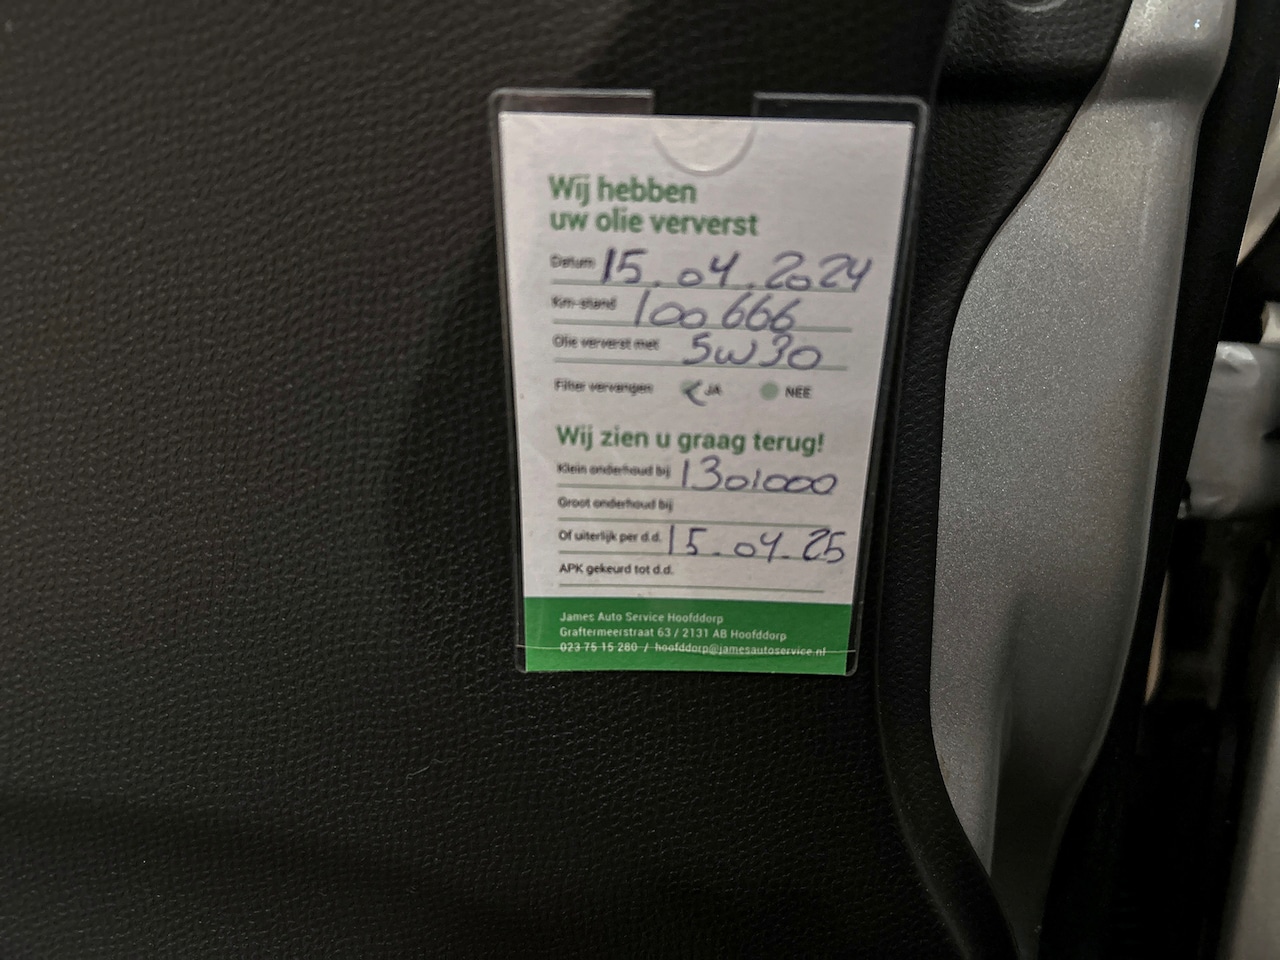 Wij hebben
uw olie ververst
Datum 15.04.2024
Km-stand 100666
Olie ververst met 5W30
Filter vervangen JA NEE
Wij zien u graag terug!
Klein onderhoud bij 130.000
Groot onderhoud bij
Of uiterlijk per d.d. 15-04-25
APK gekeurd tot d.d.
James Auto Service Hoofddorp
Graftermeerstraat 63 / 2131 AB Hoofddorp
023 75 15 280 / hoofddorp@jamesautoservice.nl